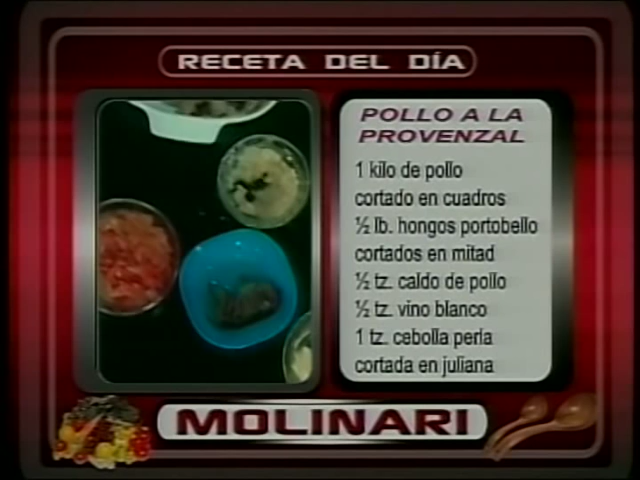 RECETA DEL DÍA
POLLO A LA
PROVENZAL
1 kilo de pollo
cortado en cuadros
½ lb. hongos portobello
cortados en mitad
½ tz. caldo de pollo
½ tz. vino blanco
1 tz. cebolla perla
cortada en juliana
MOLINARI